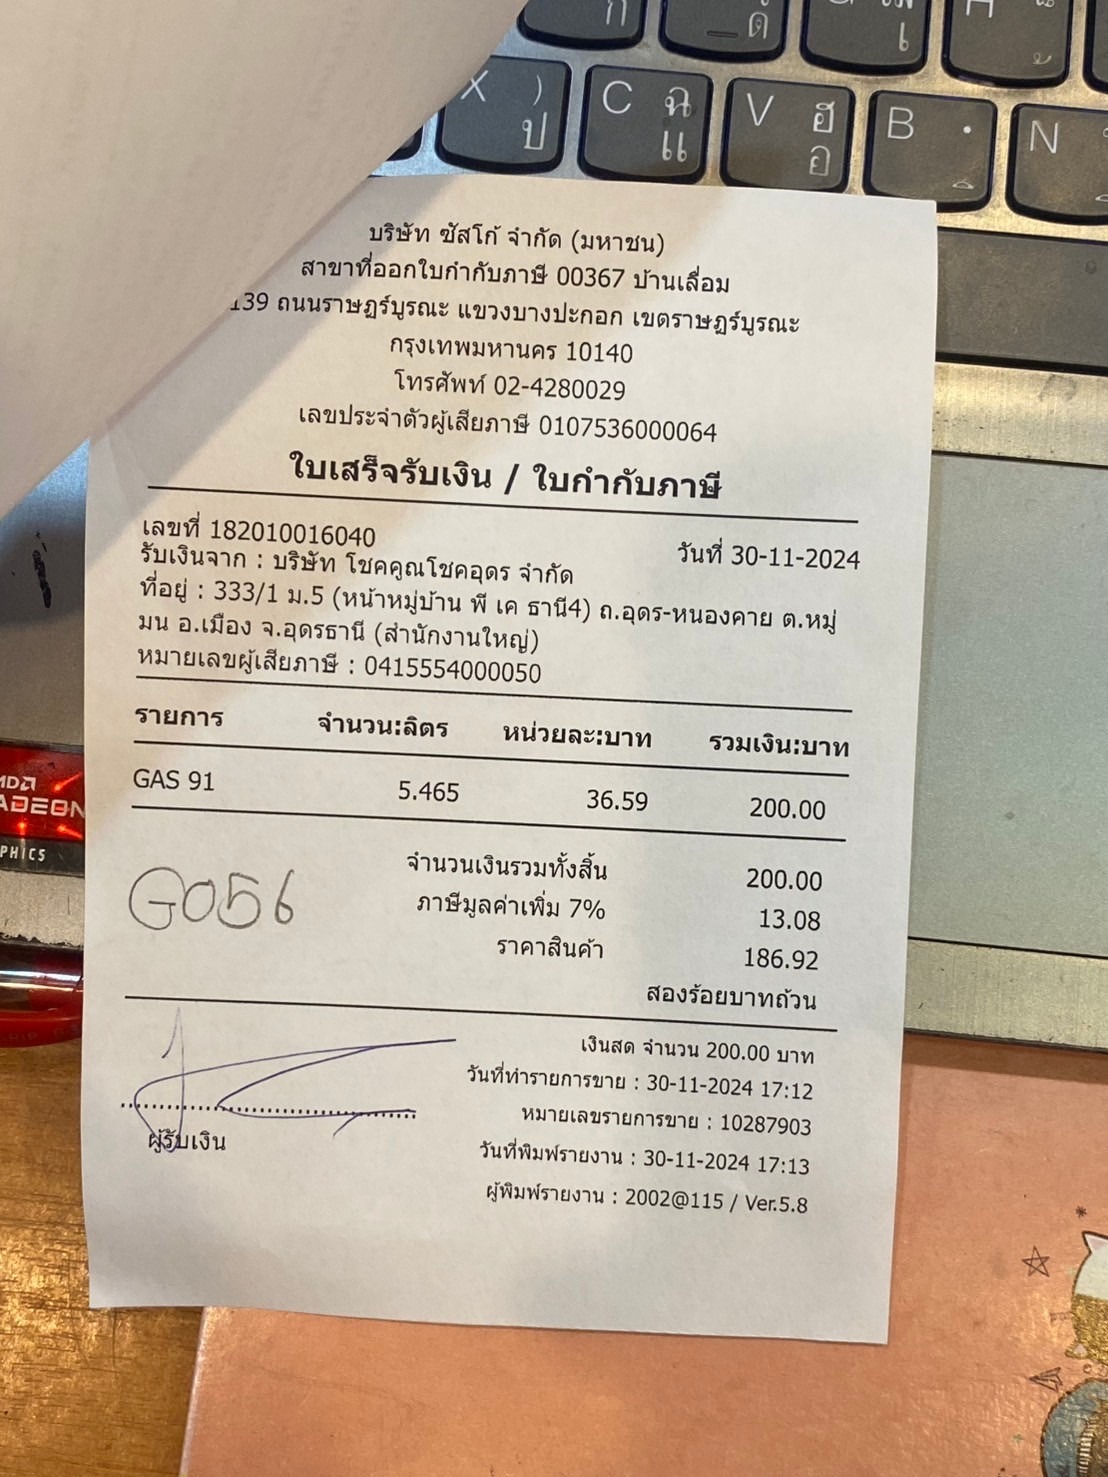 ก
ด
เ
X )
ป
C ฉ
แ
V ฮ
อ
B
N
บริษัท ซัสโก้ จำกัด (มหาชน)
สาขาที่ออกใบกำกับภาษี 00367 บ้านเลื่อม
139 ถนนราษฎร์บูรณะ แขวงบางปะกอก เขตราษฎร์บูรณะ
กรุงเทพมหานคร 10140
โทรศัพท์ 02-4280029
เลขประจำตัวผู้เสียภาษี 0107536000064
ใบเสร็จรับเงิน / ใบกำกับภาษี
เลขที่ 182010016040 วันที่ 30-11-2024
รับเงินจาก : บริษัท โชคคูณโชคอุดร จำกัด
ที่อยู่ : 333/1 ม.5 (หน้าหมู่บ้าน พี เค ธานี4) ถ.อุดร-หนองคาย ต.หมู่
มน อ.เมือง จ.อุดรธานี (สำนักงานใหญ่)
หมายเลขผู้เสียภาษี : 0415554000050
รายการ จำนวน:ลิตร หน่วยละ:บาท รวมเงิน:บาท
GAS 91 5.465 36.59 200.00
จำนวนเงินรวมทั้งสิ้น 200.00
G056 ภาษีมูลค่าเพิ่ม 7% 13.08
ราคาสินค้า 186.92
สองร้อยบาทถ้วน
เงินสด จำนวน 200.00 บาท
วันที่ทำรายการขาย : 30-11-2024 17:12
หมายเลขรายการขาย : 10287903
ผู้รับเงิน
วันที่พิมพ์รายงาน : 30-11-2024 17:13
ผู้พิมพ์รายงาน : 2002@115 / Ver.5.8